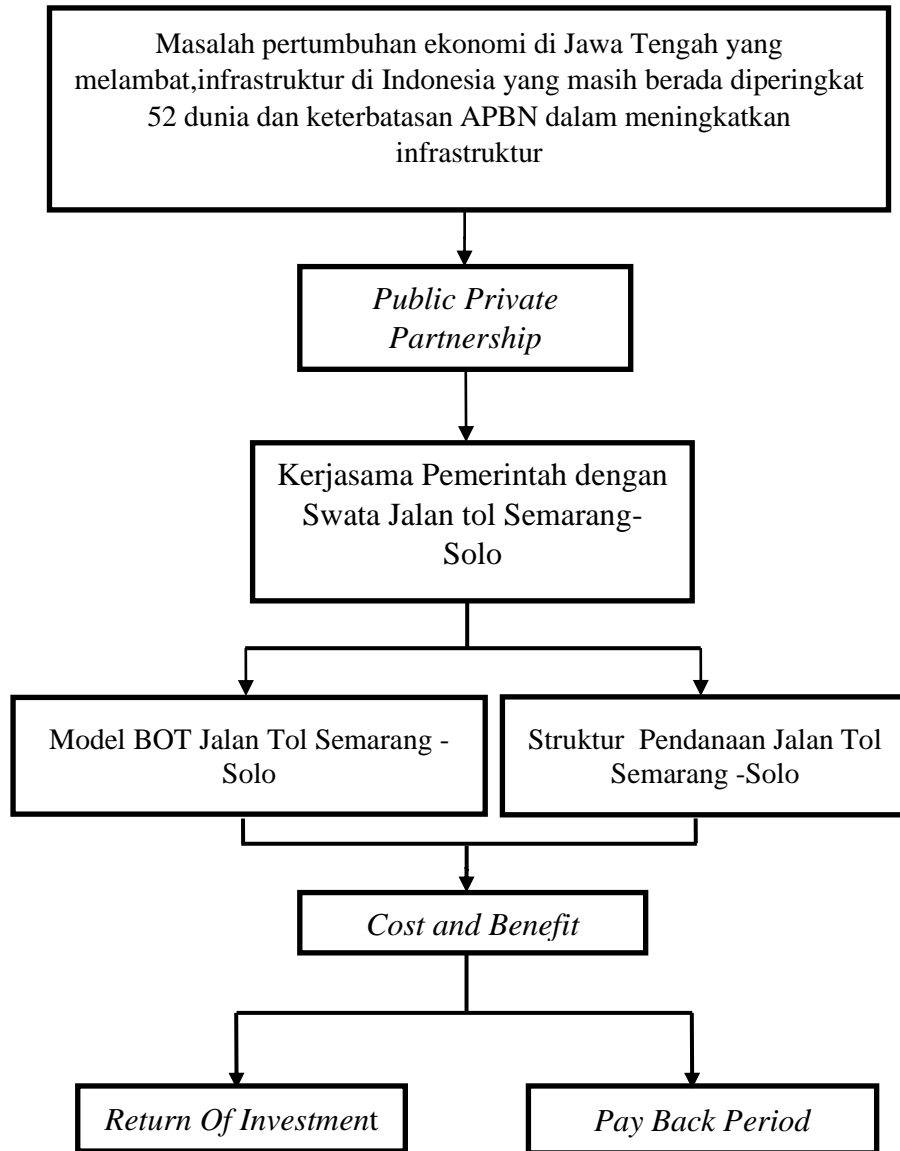 Masalah pertumbuhan ekonomi di Jawa Tengah yang
melambat,infrastruktur di Indonesia yang masih berada diperingkat
52 dunia dan keterbatasan APBN dalam meningkatkan
infrastruktur
Public Private
Partnership
Kerjasama Pemerintah dengan
Swata Jalan tol Semarang-
Solo
Model BOT Jalan Tol Semarang -
Solo
Struktur Pendanaan Jalan Tol
Semarang -Solo
Cost and Benefit
Return Of Investment
Pay Back Period